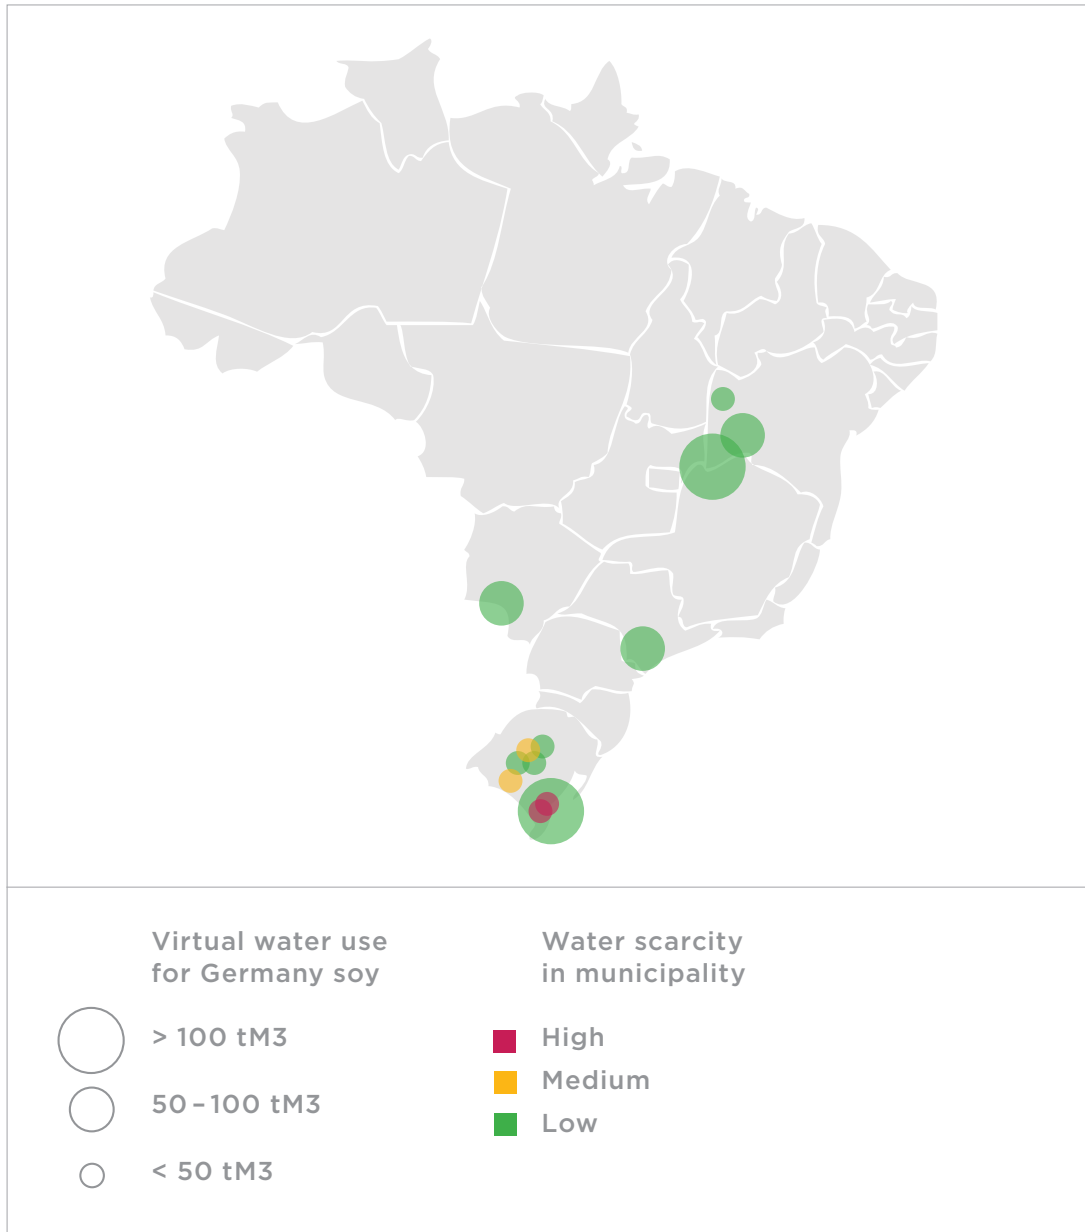 Virtual water use
for Germany soy
> 100 tM3
50 – 100 tM3
< 50 tM3
Water scarcity
in municipality
High
Medium
Low